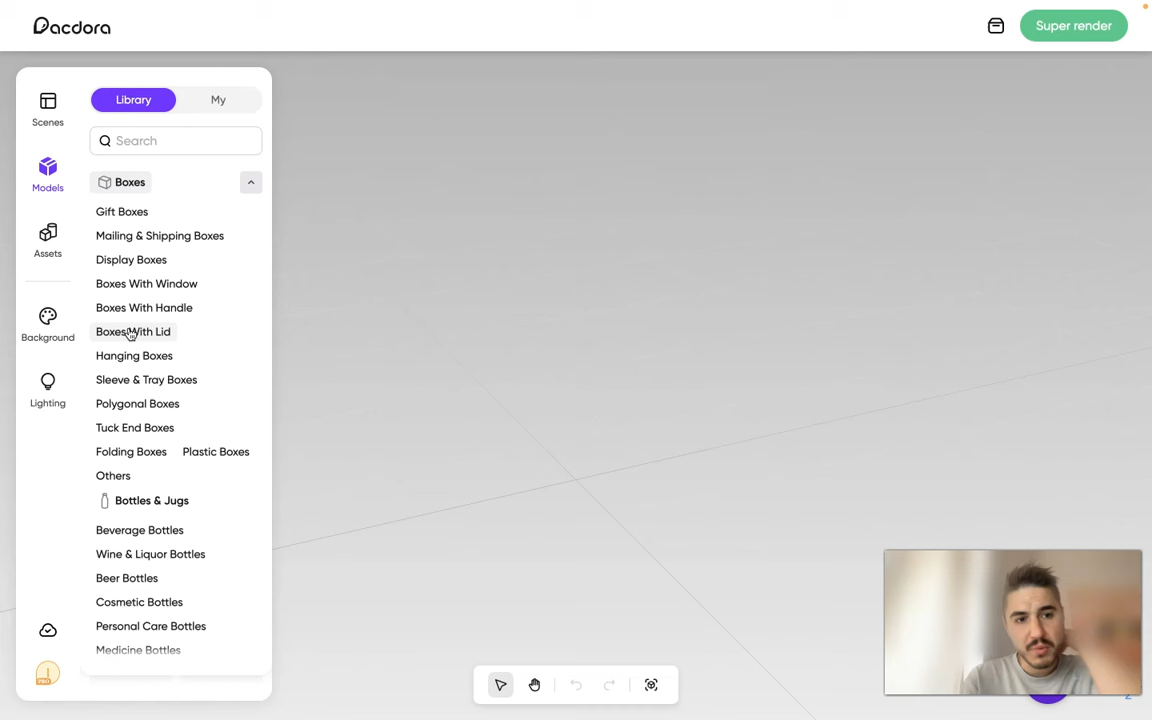 Pacdora
Super render
Scenes
Models
Assets
Background
Lighting
PRO
Library My
Search
Boxes
Gift Boxes
Mailing & Shipping Boxes
Display Boxes
Boxes With Window
Boxes With Handle
Boxes With Lid
Hanging Boxes
Sleeve & Tray Boxes
Polygonal Boxes
Tuck End Boxes
Folding Boxes Plastic Boxes
Others
Bottles & Jugs
Beverage Bottles
Wine & Liquor Bottles
Beer Bottles
Cosmetic Bottles
Personal Care Bottles
Medicine Bottles